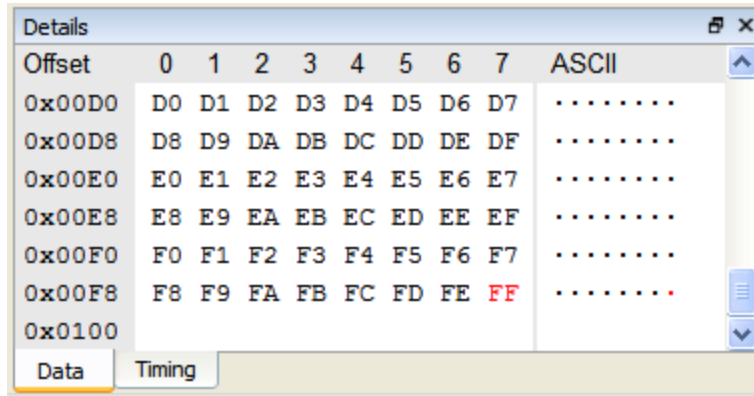 Details
Offset 0 1 2 3 4 5 6 7 ASCII
0x00D0 D0 D1 D2 D3 D4 D5 D6 D7 ........
0x00D8 D8 D9 DA DB DC DD DE DF ........
0x00E0 E0 E1 E2 E3 E4 E5 E6 E7 ........
0x00E8 E8 E9 EA EB EC ED EE EF ........
0x00F0 F0 F1 F2 F3 F4 F5 F6 F7 ........
0x00F8 F8 F9 FA FB FC FD FE FF ........
0x0100
Data Timing